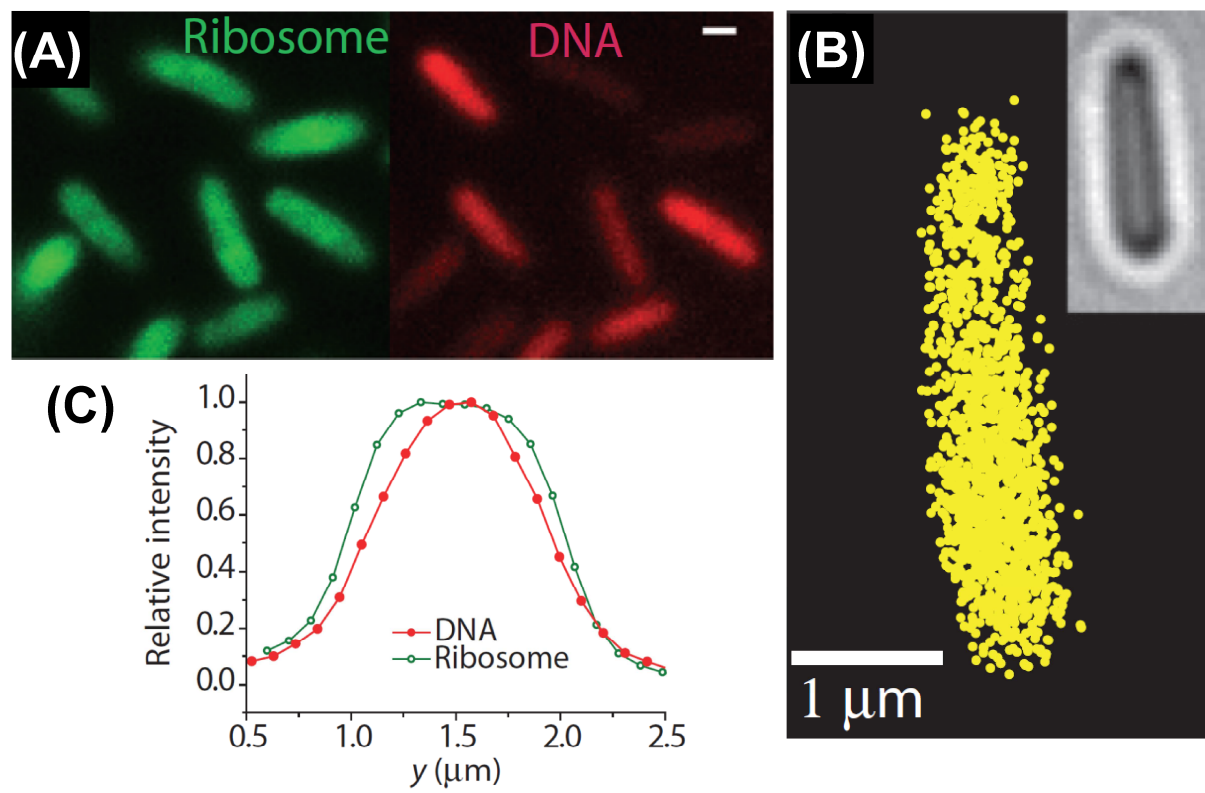 (A)
Ribosome
DNA
(B)
1 μm
(C)
Relative intensity
1.0
0.8
0.6
0.4
0.2
0.0
DNA
Ribosome
0.5 1.0 1.5 2.0 2.5
y (μm)